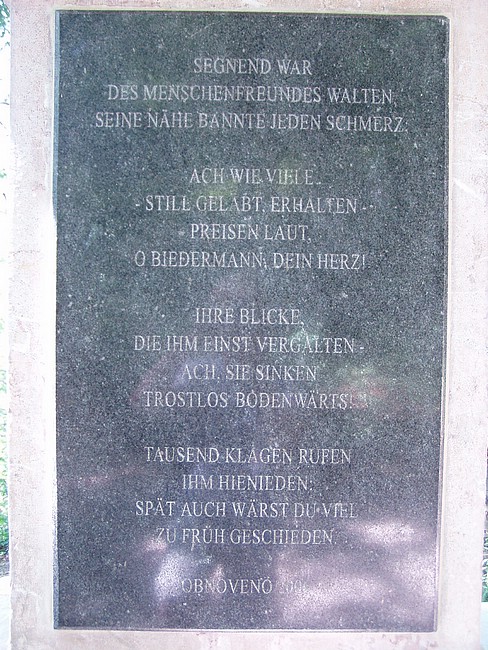 SEGNEND WAR
DES MENSCHENFREUNDES WALTEN,
SEINE NÄHE BANNTE JEDEN SCHMERZ.
ACH WIE VIELE
- STILL GELABT, ERHALTEN -
PREISEN LAUT,
O BIEDERMANN, DEIN HERZ!
IHRE BLICKE,
DIE IHM EINST VERGALTEN -
ACH, SIE SINKEN
TROSTLOS BODENWÄRTS!
TAUSEND KLAGEN RUFEN
IHM HIENIEDEN:
SPÄT AUCH WÄRST DU VIEL
ZU FRÜH GESCHIEDEN.
OBNOVENO